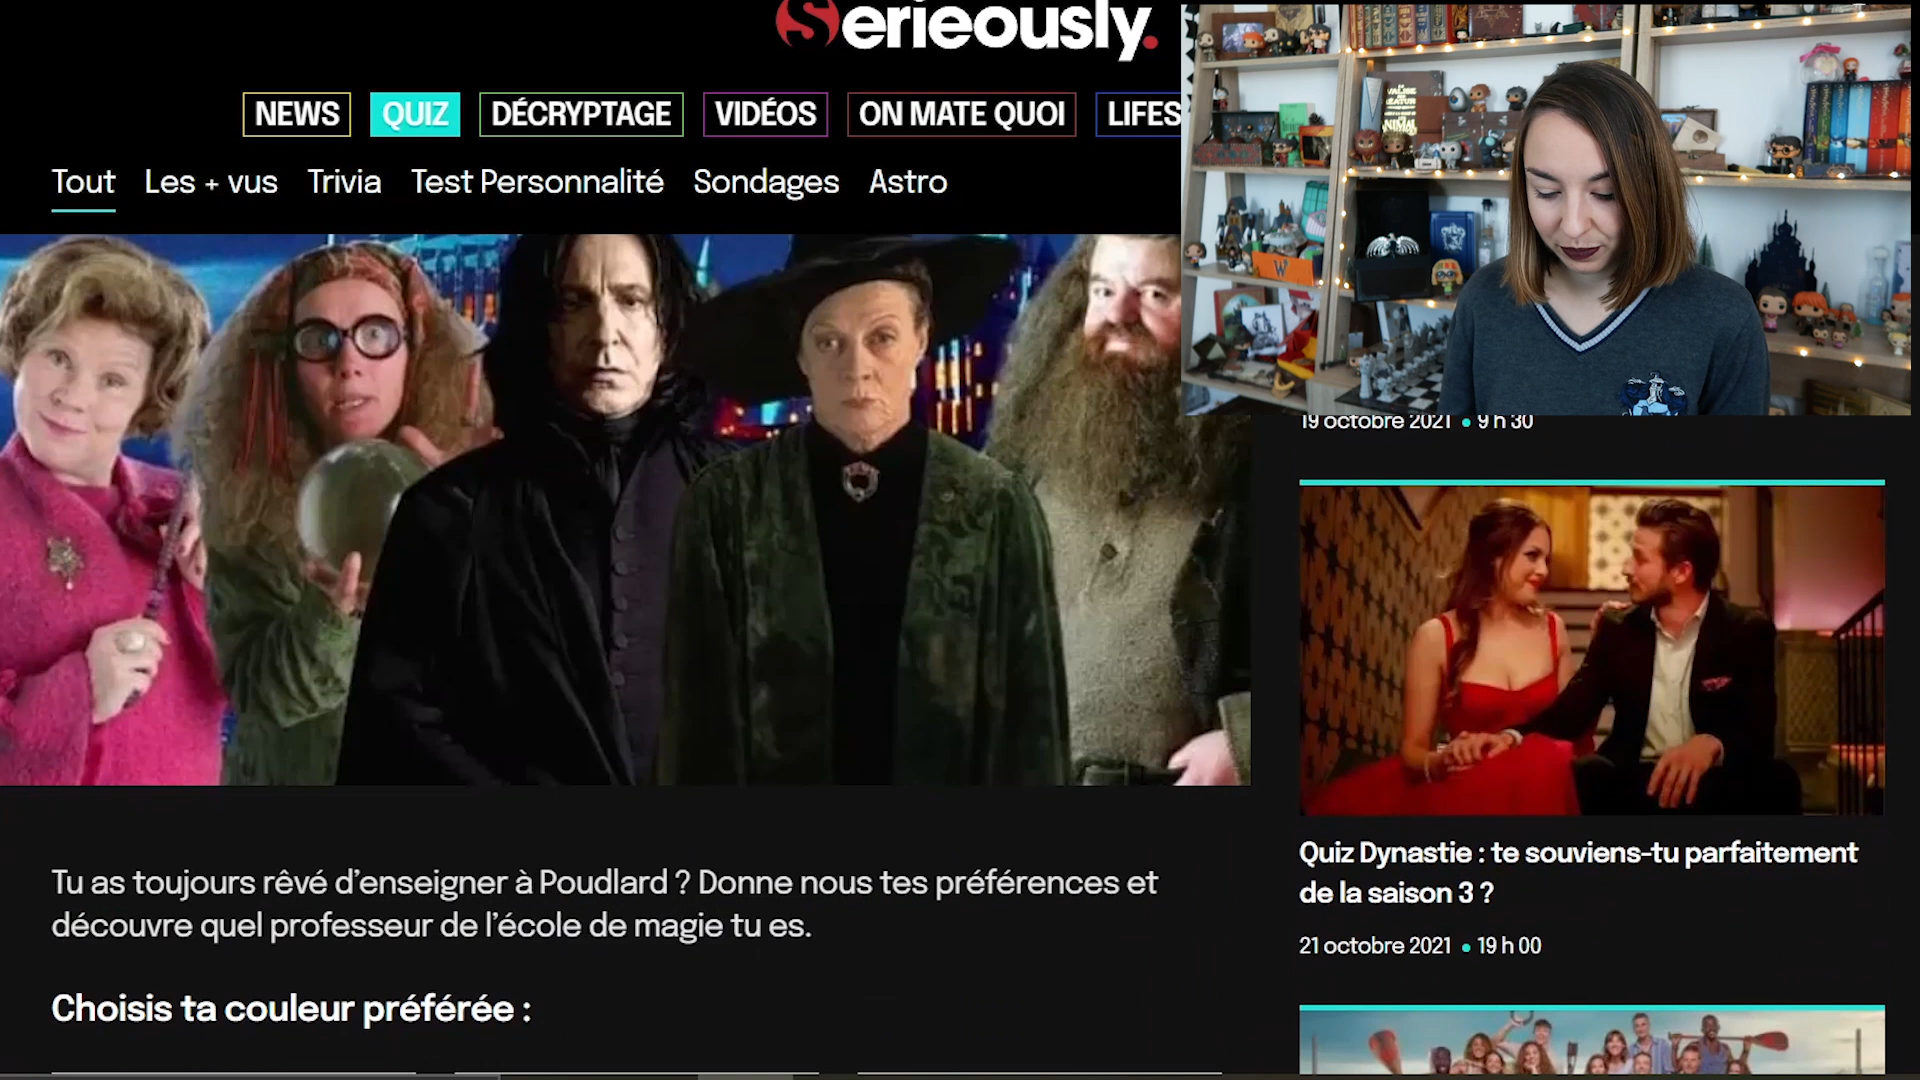 Serieously.
NEWS QUIZ DÉCRYPTAGE VIDÉOS ON MATE QUOI LIFES
Tout Les + vus Trivia Test Personnalité Sondages Astro
Tu as toujours rêvé d’enseigner à Poudlard ? Donne nous tes préférences et
découvre quel professeur de l’école de magie tu es.
Choisis ta couleur préférée :
19 octobre 2021 • 9 h 30
Quiz Dynastie : te souviens-tu parfaitement
de la saison 3 ?
21 octobre 2021 • 19 h 00
W